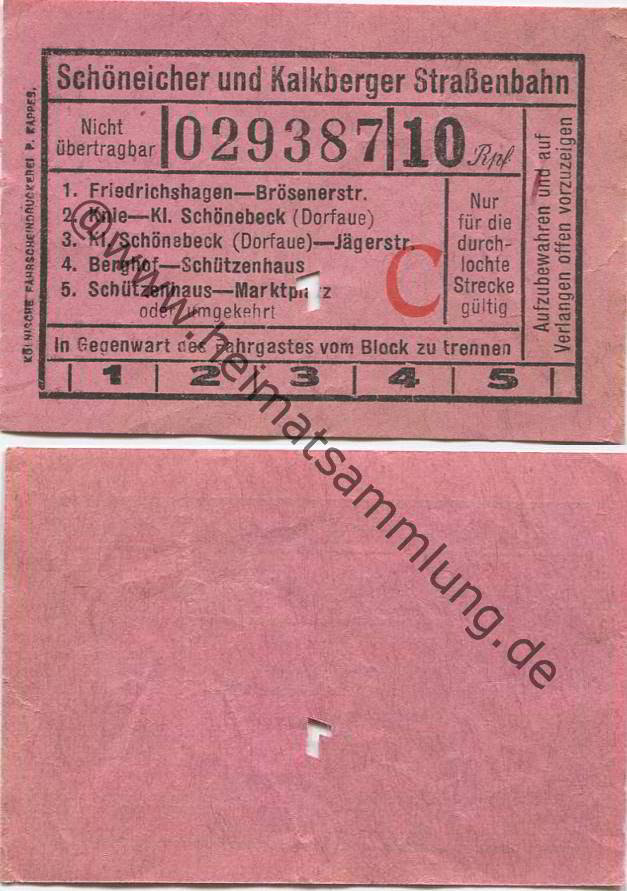 Schöneicher und Kalkberger Straßenbahn
Nicht
übertragbar
029387
10 Rpf.
1. Friedrichshagen—Brösenerstr.
2. Knie—Kl. Schönebeck (Dorfaue)
3. Kl. Schönebeck (Dorfaue)—Jägerstr.
4. Berghof—Schützenhaus
5. Schützenhaus—Marktplatz
oder umgekehrt
C
Nur
für die
durch-
lochte
Strecke
gültig
Aufzubewahren und auf
Verlangen offen vorzuzeigen
In Gegenwart des Fahrgastes vom Block zu trennen
1 2 3 4 5
KÖLNISCHE FAHRSCHEINDRUCKEREI P. KAPPES.
@www.heimatsammlung.de